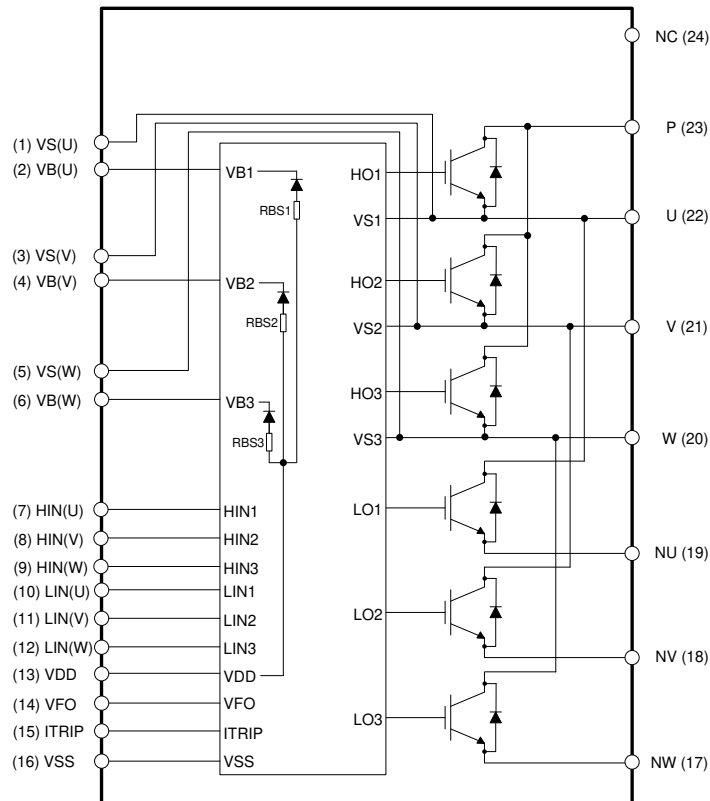 NC (24)
(1) VS(U)
(2) VB(U)
(3) VS(V)
(4) VB(V)
(5) VS(W)
(6) VB(W)
(7) HIN(U)
(8) HIN(V)
(9) HIN(W)
(10) LIN(U)
(11) LIN(V)
(12) LIN(W)
(13) VDD
(14) VFO
(15) ITRIP
(16) VSS
VB1
RBS1
VB2
RBS2
VB3
RBS3
HIN1
HIN2
HIN3
LIN1
LIN2
LIN3
VDD
VFO
ITRIP
VSS
HO1
VS1
HO2
VS2
HO3
VS3
LO1
LO2
LO3
P (23)
U (22)
V (21)
W (20)
NU (19)
NV (18)
NW (17)